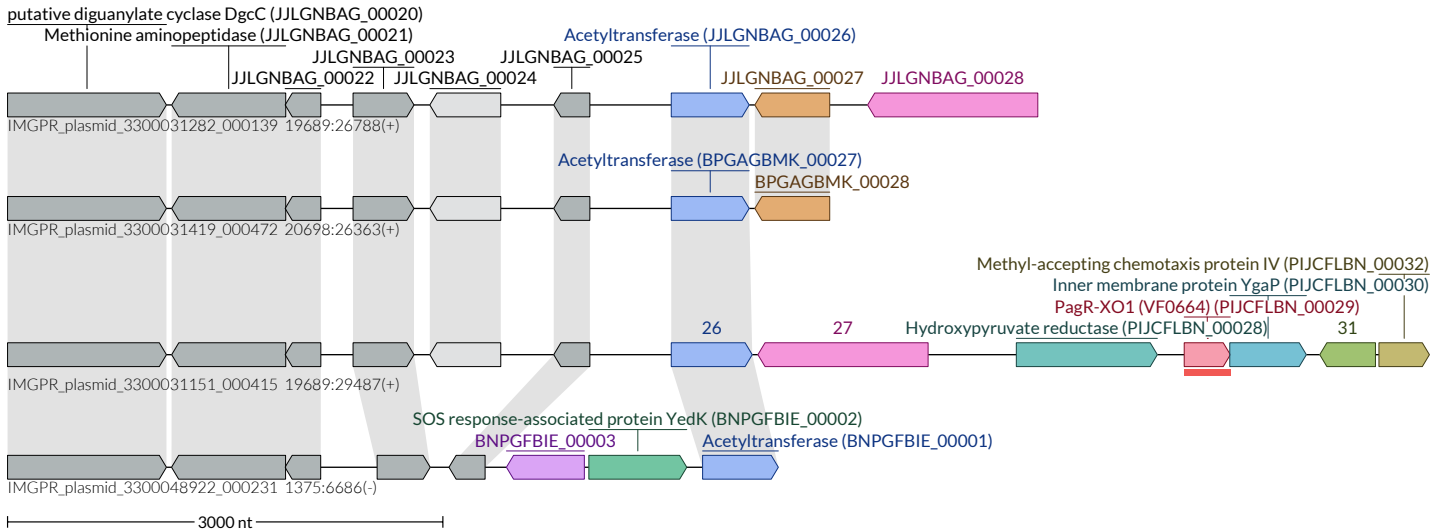 putative diguanylate cyclase DgcC (JJLGNBAG_00020)
Methionine aminopeptidase (JJLGNBAG_00021)
Acetyltransferase (JJLGNBAG_00026)
JJLGNBAG_00023
JJLGNBAG_00025
JJLGNBAG_00022
JJLGNBAG_00024
JJLGNBAG_00027
JJLGNBAG_00028
IMGPR_plasmid_3300031282_000139 19689:26788(+)
Acetyltransferase (BPGAGBMK_00027)
BPGAGBMK_00028
IMGPR_plasmid_3300031419_000472 20698:26363(+)
Methyl-accepting chemotaxis protein IV (PIJCFLBN_00032)
Inner membrane protein YgaP (PIJCFLBN_00030)
PagR-XO1 (VF0664) (PIJCFLBN_00029)
26
27
Hydroxypyruvate reductase (PIJCFLBN_00028)
31
IMGPR_plasmid_3300031151_000415 19689:29487(+)
SOS response-associated protein YedK (BNPGFBIE_00002)
BNPGFBIE_00003
Acetyltransferase (BNPGFBIE_00001)
IMGPR_plasmid_3300048922_000231 1375:6686(-)
3000 nt